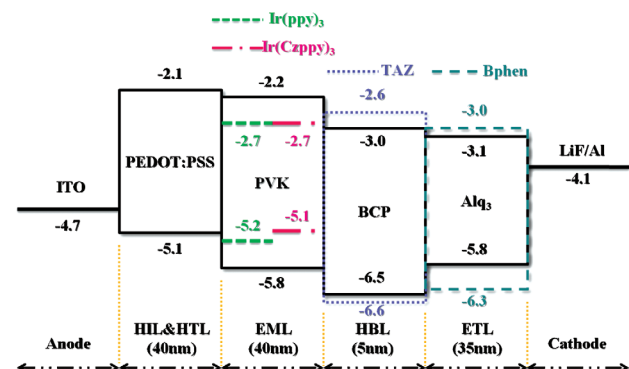 Ir(ppy)3
Ir(Czppy)3
TAZ
Bphen
-2.1
-2.2
-2.6
-3.0
-2.7
-2.7
-3.0
-3.1
PEDOT:PSS
LiF/Al
-4.1
ITO
PVK
BCP
Alq3
-4.7
-5.2
-5.1
-5.1
-5.8
-5.8
-6.5
-6.6
-6.3
Anode
HIL&HTL
(40nm)
EML
(40nm)
HBL
(5nm)
ETL
(35nm)
Cathode